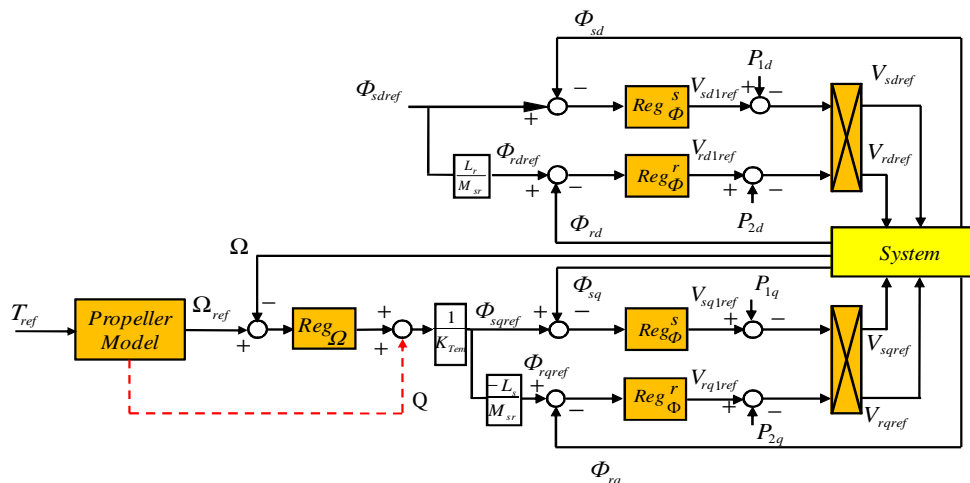 Φsd
P1d
Φsdref
−
Reg s Φ
Vsd1ref
+
−
Vsdref
+
Lr
Msr
Φrdref
+
−
Reg r Φ
Vrd1ref
+
−
Vrdref
P2d
Φrd
Ω
System
Φsq
P1q
Tref
Propeller
Model
Ωref
−
+
Reg Ω
+
+
1
KTem
Φsqref
+
−
Reg s Φ
Vsq1ref
+
−
Vsqref
Q
−Ls
Msr
Φrqref
+
−
Reg r Φ
Vrq1ref
+
−
Vrqref
P2q
Φrq